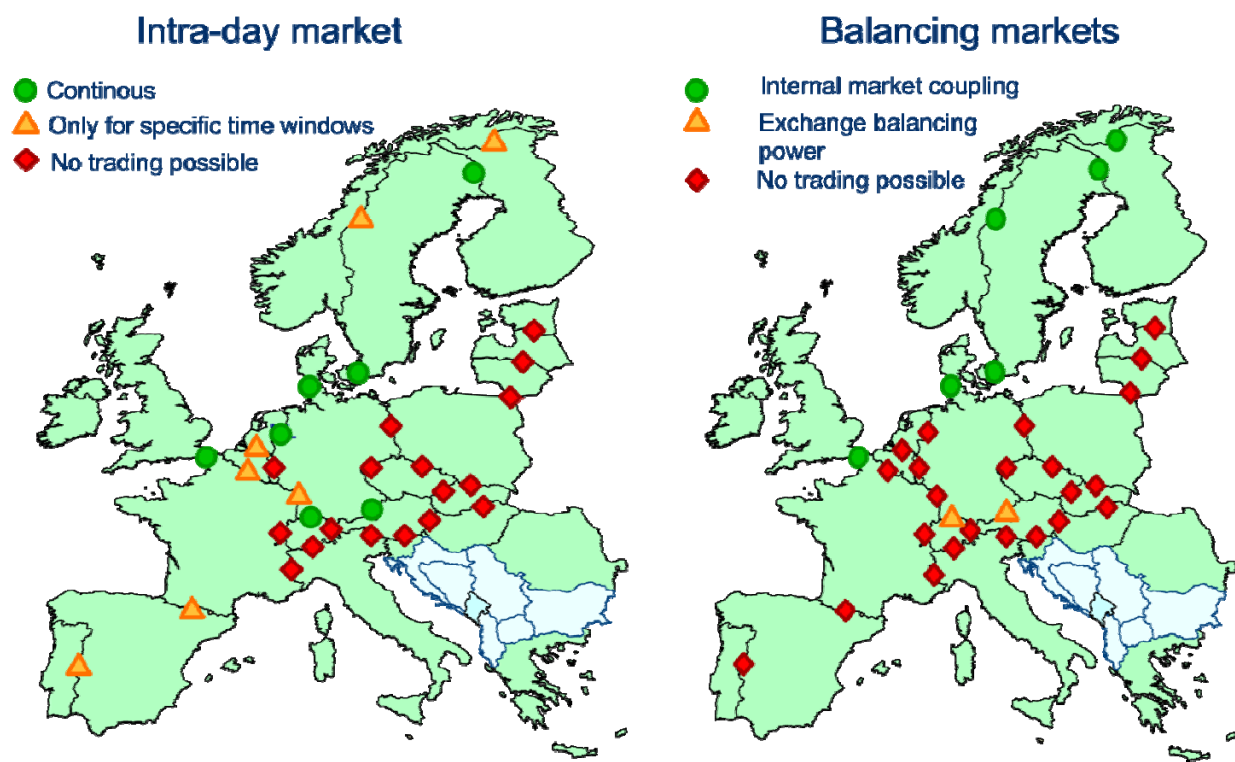 Intra-day market
Continous
Only for specific time windows
No trading possible
Balancing markets
Internal market coupling
Exchange balancing
power
No trading possible